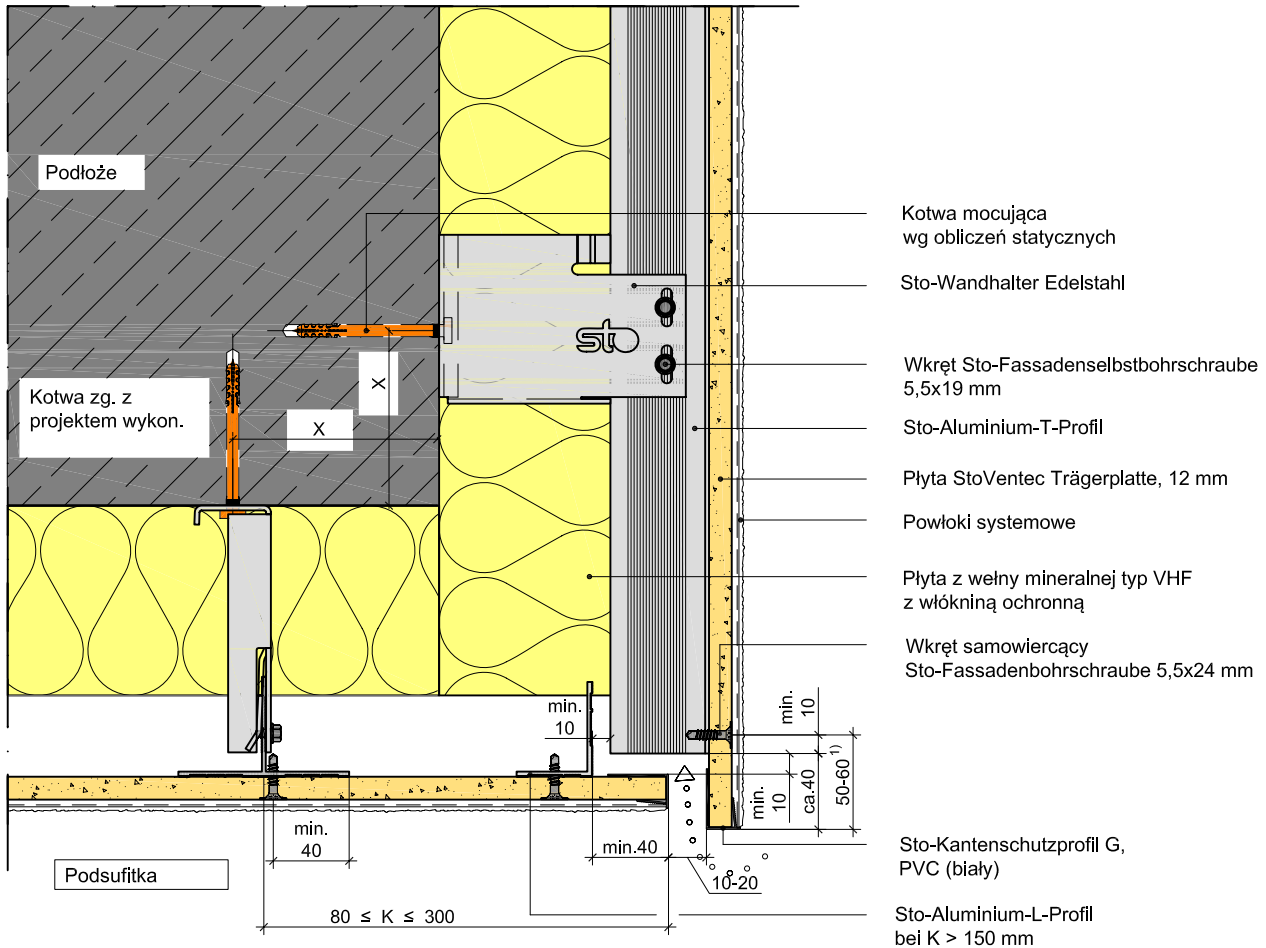 Podłoże
Kotwa zg. z
projektem wykon.
X
X
sto
Kotwa mocująca
wg obliczeń statycznych
Sto-Wandhalter Edelstahl
Wkręt Sto-Fassadenselbstbohrschraube
5,5x19 mm
Sto-Aluminium-T-Profil
Płyta StoVentec Trägerplatte, 12 mm
Powłoki systemowe
Płyta z wełny mineralnej typ VHF
z włókniną ochronną
Wkręt samowiercący
Sto-Fassadenbohrschraube 5,5x24 mm
min.
10
min.
10
min.
10
ca.40
50-60 1)
min.
40
min.40
10-20
Podsufitka
80 ≤ K ≤ 300
Sto-Kantenschutzprofil G,
PVC (biały)
Sto-Aluminium-L-Profil
bei K > 150 mm